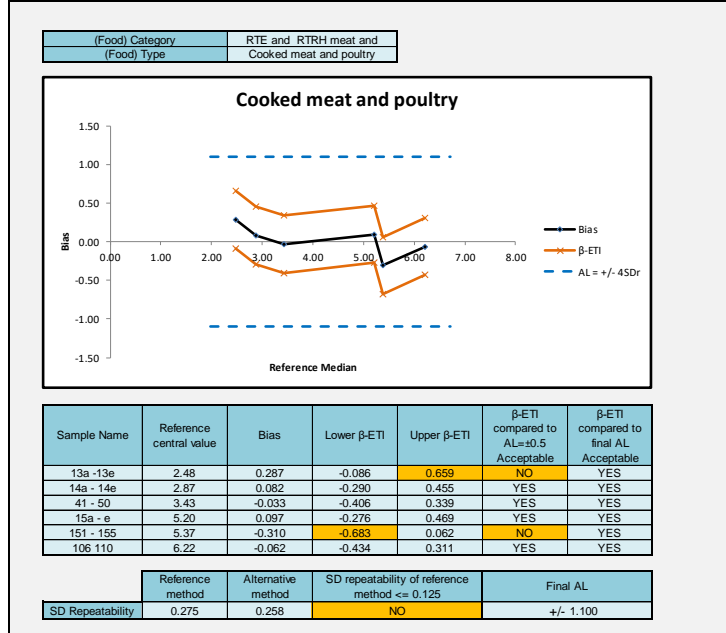 (Food) Category RTE and RTRH meat and
(Food) Type Cooked meat and poultry
Cooked meat and poultry
1.50
1.00
0.50
0.00
-0.50
-1.00
-1.50
0.00 1.00 2.00 3.00 4.00 5.00 6.00 7.00 8.00
Bias
Reference Median
Bias
β-ETI
AL = +/- 4SDr
Sample Name Reference central value Bias Lower β-ETI Upper β-ETI β-ETI compared to AL=±0.5 Acceptable β-ETI compared to final AL Acceptable
13a -13e 2.48 0.287 -0.086 0.659 NO YES
14a - 14e 2.87 0.082 -0.290 0.455 YES YES
41 - 50 3.43 -0.033 -0.406 0.339 YES YES
15a - e 5.20 0.097 -0.276 0.469 YES YES
151 - 155 5.37 -0.310 -0.683 0.062 NO YES
106 110 6.22 -0.062 -0.434 0.311 YES YES
Reference method Alternative method SD repeatability of reference method <= 0.125 Final AL
SD Repeatability 0.275 0.258 NO +/- 1.100